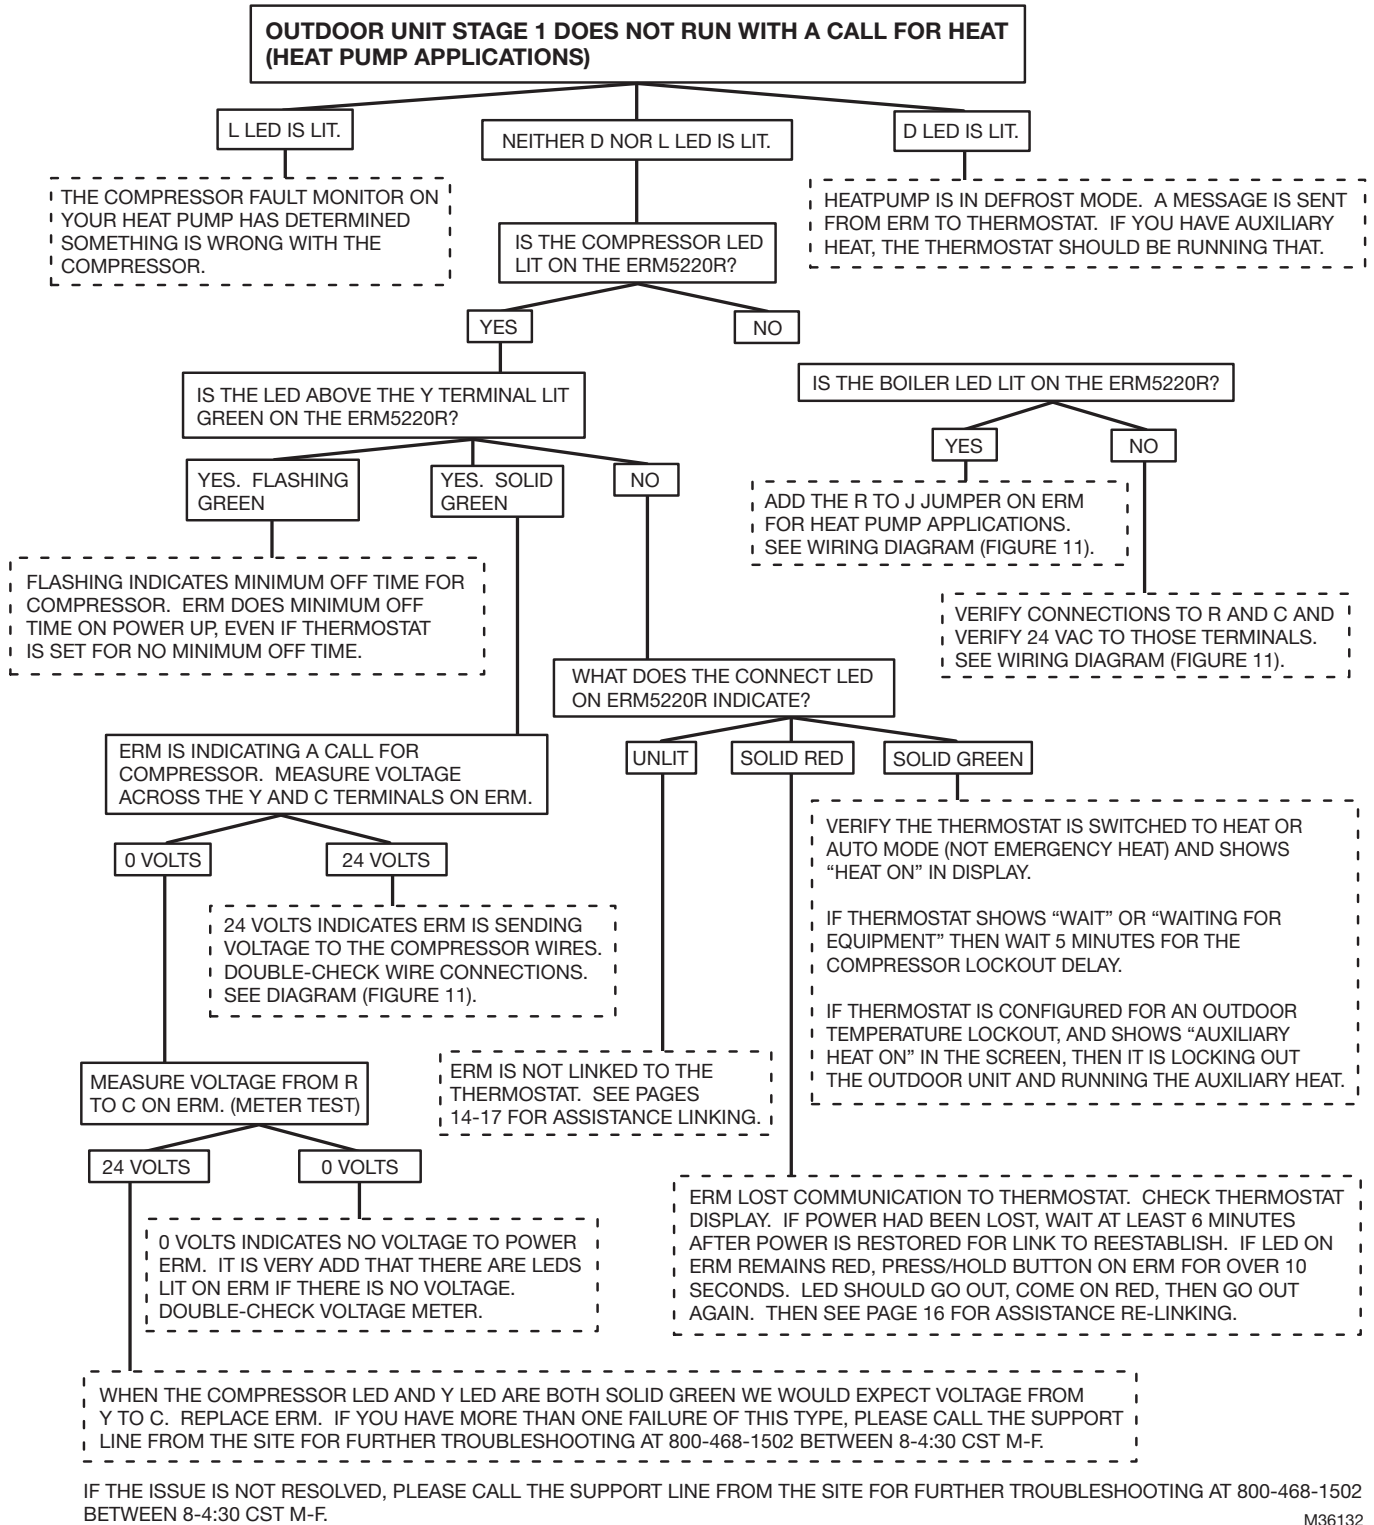 OUTDOOR UNIT STAGE 1 DOES NOT RUN WITH A CALL FOR HEAT
(HEAT PUMP APPLICATIONS)
L LED IS LIT.
NEITHER D NOR L LED IS LIT.
D LED IS LIT.
THE COMPRESSOR FAULT MONITOR ON
YOUR HEAT PUMP HAS DETERMINED
SOMETHING IS WRONG WITH THE
COMPRESSOR.
HEATPUMP IS IN DEFROST MODE. A MESSAGE IS SENT
FROM ERM TO THERMOSTAT. IF YOU HAVE AUXILIARY
HEAT, THE THERMOSTAT SHOULD BE RUNNING THAT.
IS THE COMPRESSOR LED
LIT ON THE ERM5220R?
YES
NO
IS THE LED ABOVE THE Y TERMINAL LIT
GREEN ON THE ERM5220R?
IS THE BOILER LED LIT ON THE ERM5220R?
YES
NO
YES. FLASHING
GREEN
YES. SOLID
GREEN
NO
ADD THE R TO J JUMPER ON ERM
FOR HEAT PUMP APPLICATIONS.
SEE WIRING DIAGRAM (FIGURE 11).
FLASHING INDICATES MINIMUM OFF TIME FOR
COMPRESSOR. ERM DOES MINIMUM OFF
TIME ON POWER UP, EVEN IF THERMOSTAT
IS SET FOR NO MINIMUM OFF TIME.
VERIFY CONNECTIONS TO R AND C AND
VERIFY 24 VAC TO THOSE TERMINALS.
SEE WIRING DIAGRAM (FIGURE 11).
WHAT DOES THE CONNECT LED
ON ERM5220R INDICATE?
ERM IS INDICATING A CALL FOR
COMPRESSOR. MEASURE VOLTAGE
ACROSS THE Y AND C TERMINALS ON ERM.
UNLIT
SOLID RED
SOLID GREEN
0 VOLTS
24 VOLTS
VERIFY THE THERMOSTAT IS SWITCHED TO HEAT OR
AUTO MODE (NOT EMERGENCY HEAT) AND SHOWS
“HEAT ON” IN DISPLAY.
IF THERMOSTAT SHOWS “WAIT” OR “WAITING FOR
EQUIPMENT” THEN WAIT 5 MINUTES FOR THE
COMPRESSOR LOCKOUT DELAY.
IF THERMOSTAT IS CONFIGURED FOR AN OUTDOOR
TEMPERATURE LOCKOUT, AND SHOWS “AUXILIARY
HEAT ON” IN THE SCREEN, THEN IT IS LOCKING OUT
THE OUTDOOR UNIT AND RUNNING THE AUXILIARY HEAT.
24 VOLTS INDICATES ERM IS SENDING
VOLTAGE TO THE COMPRESSOR WIRES.
DOUBLE-CHECK WIRE CONNECTIONS.
SEE DIAGRAM (FIGURE 11).
MEASURE VOLTAGE FROM R
TO C ON ERM. (METER TEST)
ERM IS NOT LINKED TO THE
THERMOSTAT. SEE PAGES
14-17 FOR ASSISTANCE LINKING.
24 VOLTS
0 VOLTS
ERM LOST COMMUNICATION TO THERMOSTAT. CHECK THERMOSTAT
DISPLAY. IF POWER HAD BEEN LOST, WAIT AT LEAST 6 MINUTES
AFTER POWER IS RESTORED FOR LINK TO REESTABLISH. IF LED ON
ERM REMAINS RED, PRESS/HOLD BUTTON ON ERM FOR OVER 10
SECONDS. LED SHOULD GO OUT, COME ON RED, THEN GO OUT
AGAIN. THEN SEE PAGE 16 FOR ASSISTANCE RE-LINKING.
0 VOLTS INDICATES NO VOLTAGE TO POWER
ERM. IT IS VERY ADD THAT THERE ARE LEDS
LIT ON ERM IF THERE IS NO VOLTAGE.
DOUBLE-CHECK VOLTAGE METER.
WHEN THE COMPRESSOR LED AND Y LED ARE BOTH SOLID GREEN WE WOULD EXPECT VOLTAGE FROM
Y TO C. REPLACE ERM. IF YOU HAVE MORE THAN ONE FAILURE OF THIS TYPE, PLEASE CALL THE SUPPORT
LINE FROM THE SITE FOR FURTHER TROUBLESHOOTING AT 800-468-1502 BETWEEN 8-4:30 CST M-F.
IF THE ISSUE IS NOT RESOLVED, PLEASE CALL THE SUPPORT LINE FROM THE SITE FOR FURTHER TROUBLESHOOTING AT 800-468-1502
BETWEEN 8-4:30 CST M-F.
M36132